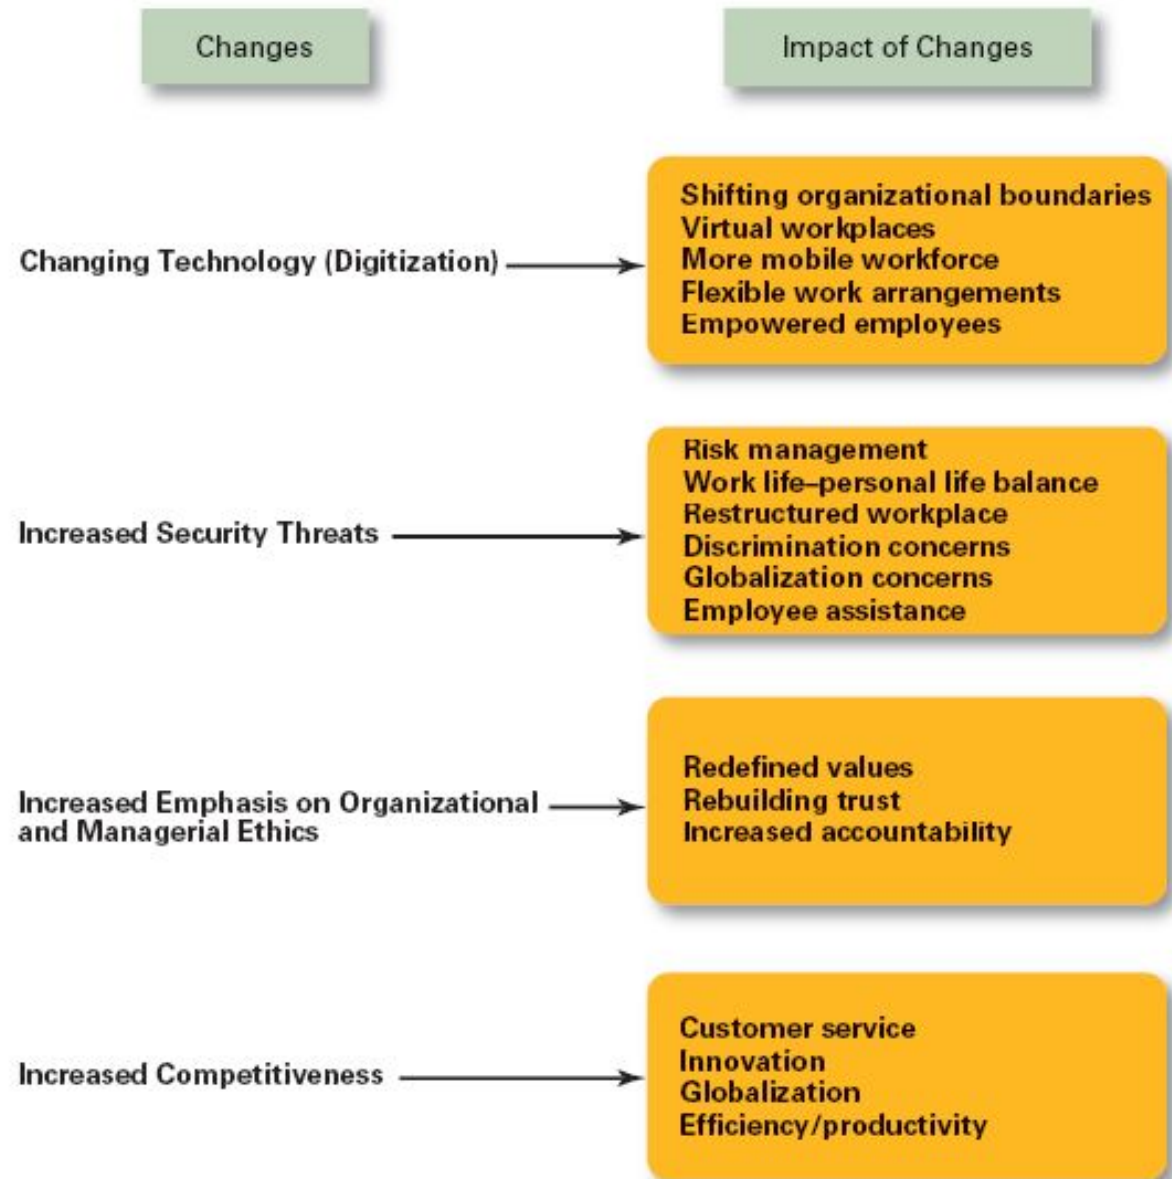 Changes
Impact of Changes
Changing Technology (Digitization)
Shifting organizational boundaries
Virtual workplaces
More mobile workforce
Flexible work arrangements
Empowered employees
Increased Security Threats
Risk management
Work life–personal life balance
Restructured workplace
Discrimination concerns
Globalization concerns
Employee assistance
Increased Emphasis on Organizational
and Managerial Ethics
Redefined values
Rebuilding trust
Increased accountability
Increased Competitiveness
Customer service
Innovation
Globalization
Efficiency/productivity